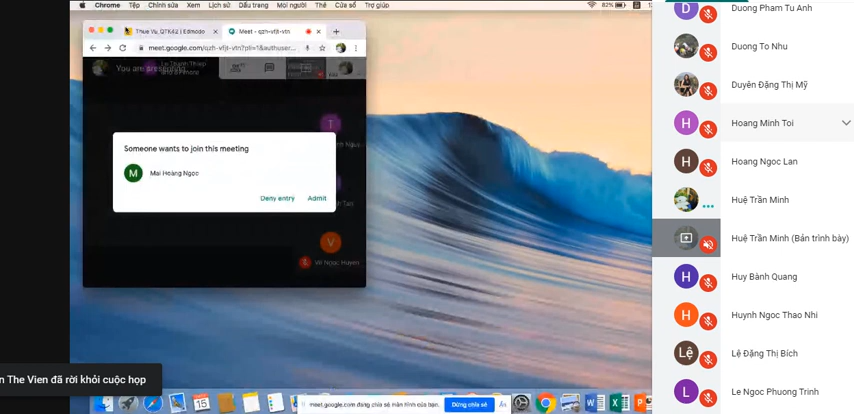 Chrome Tệp Chỉnh sửa Xem Lịch sử Dấu trang Mọi người Thẻ Cửa sổ Trợ giúp 82%
Thue Vu_QTK42 | Edmodo Meet - qzh-vfjt-vtn
meet.google.com/qzh-vfjt-vtn?pli=1&authuser...
You are presenting
Someone wants to join this meeting
M Mai Hoàng Ngọc
Deny entry Admit
T
V
Võ Ngọc Huyen
n The Vien đã rời khỏi cuộc họp
15
meet.google.com đang chia sẻ màn hình của bạn. Dừng chia sẻ Ẩn
D Duong Pham Tu Anh
Duong To Nhu
Duyên Đặng Thị Mỹ
H Hoang Minh Toi
H Hoang Ngoc Lan
Huệ Trần Minh
Huệ Trần Minh (Bản trình bày)
H Huy Bành Quang
H Huynh Ngoc Thao Nhi
Lệ Lệ Đặng Thị Bích
L Le Ngoc Phuong Trinh